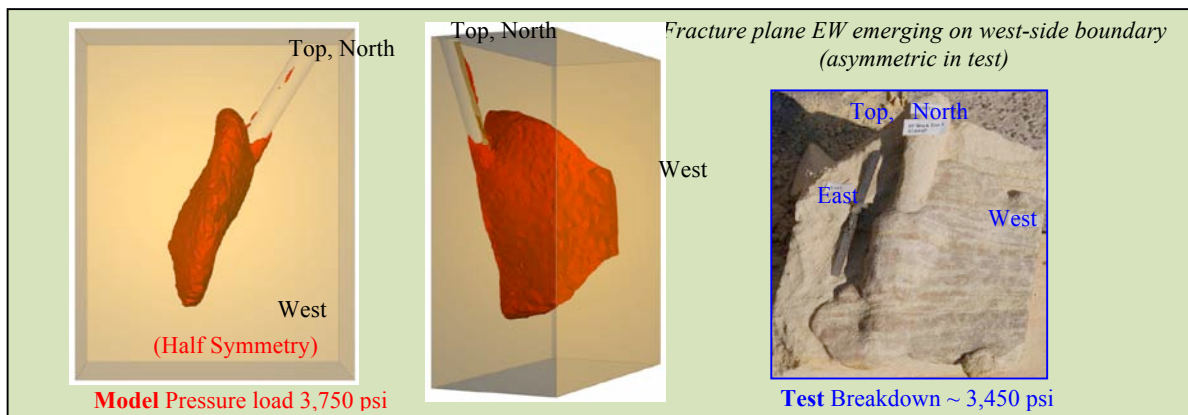 Top, North
West
(Half Symmetry)
Model Pressure load 3,750 psi
Top, North
West
Fracture plane EW emerging on west-side boundary
(asymmetric in test)
Top, North
East
West
Test Breakdown ~ 3,450 psi